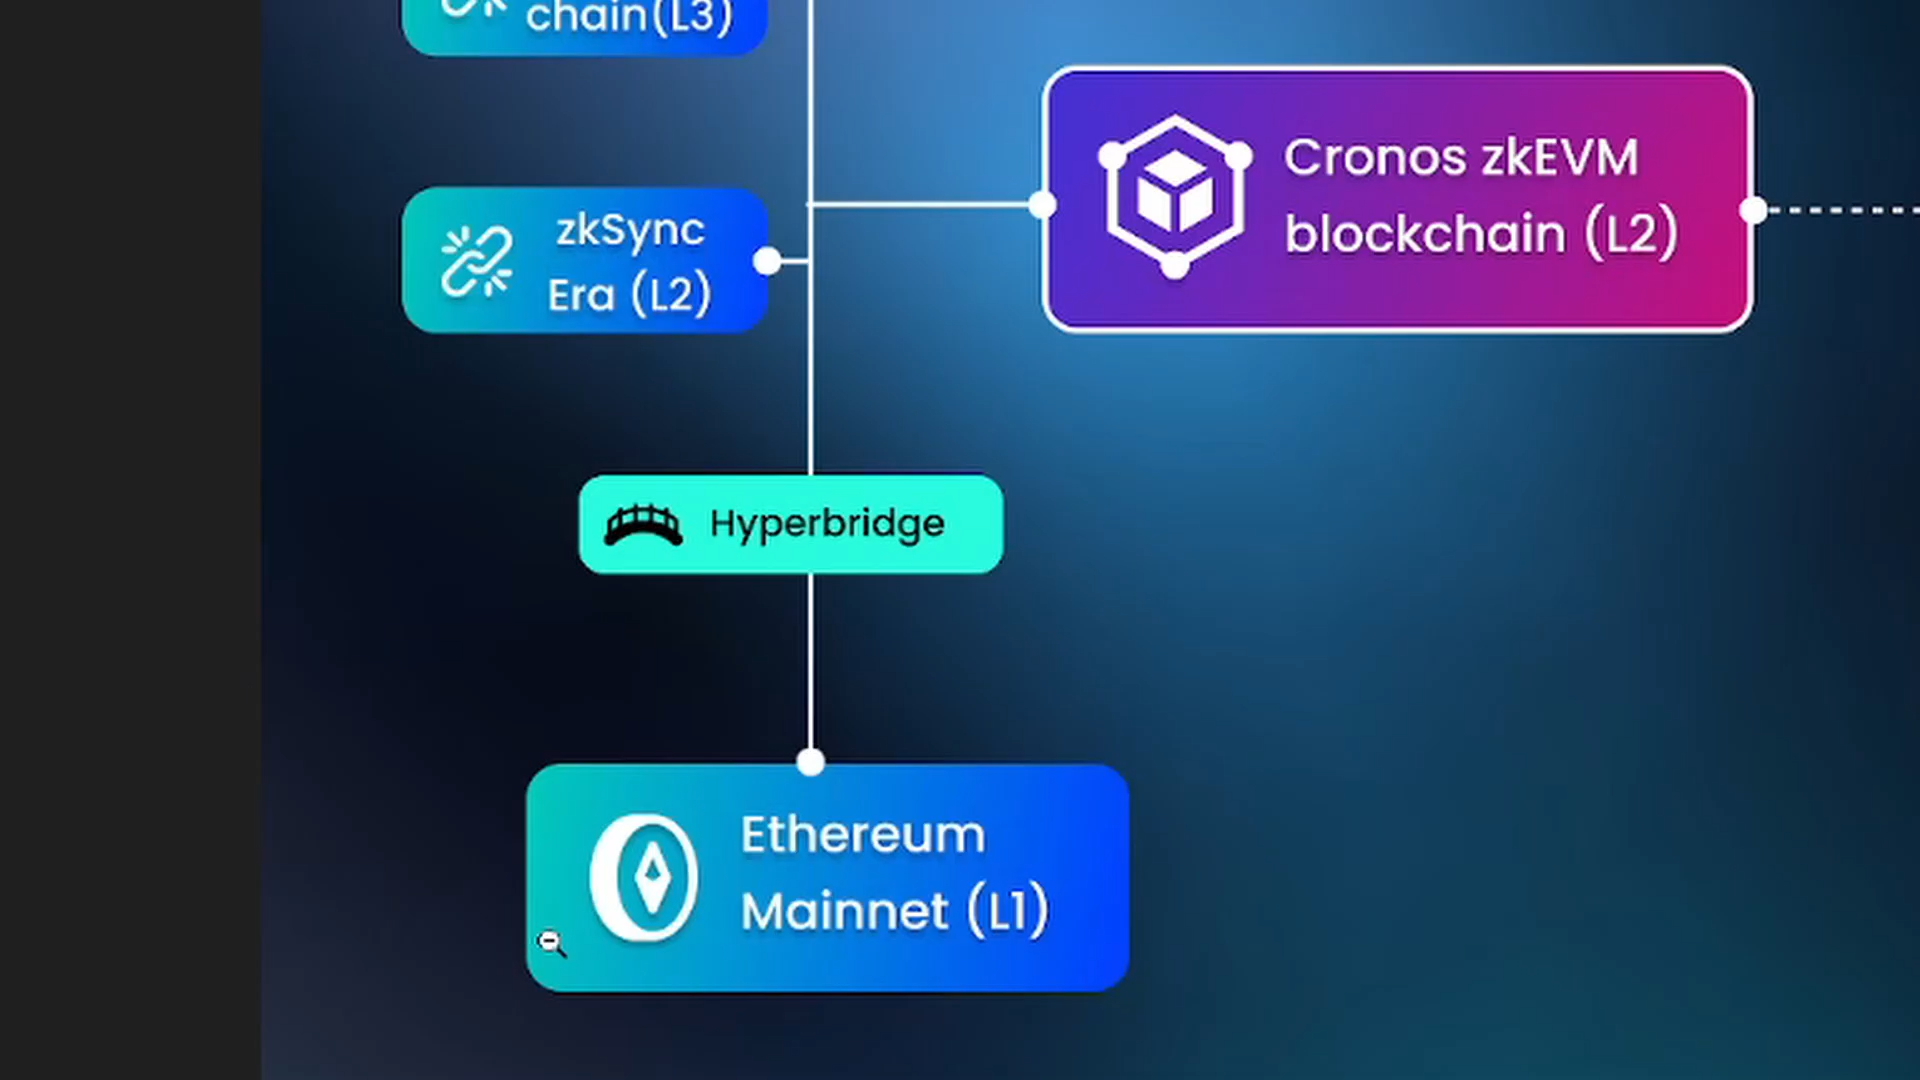 chain(L3)
Cronos zkEVM
blockchain (L2)
zkSync
Era (L2)
Hyperbridge
Ethereum
Mainnet (L1)